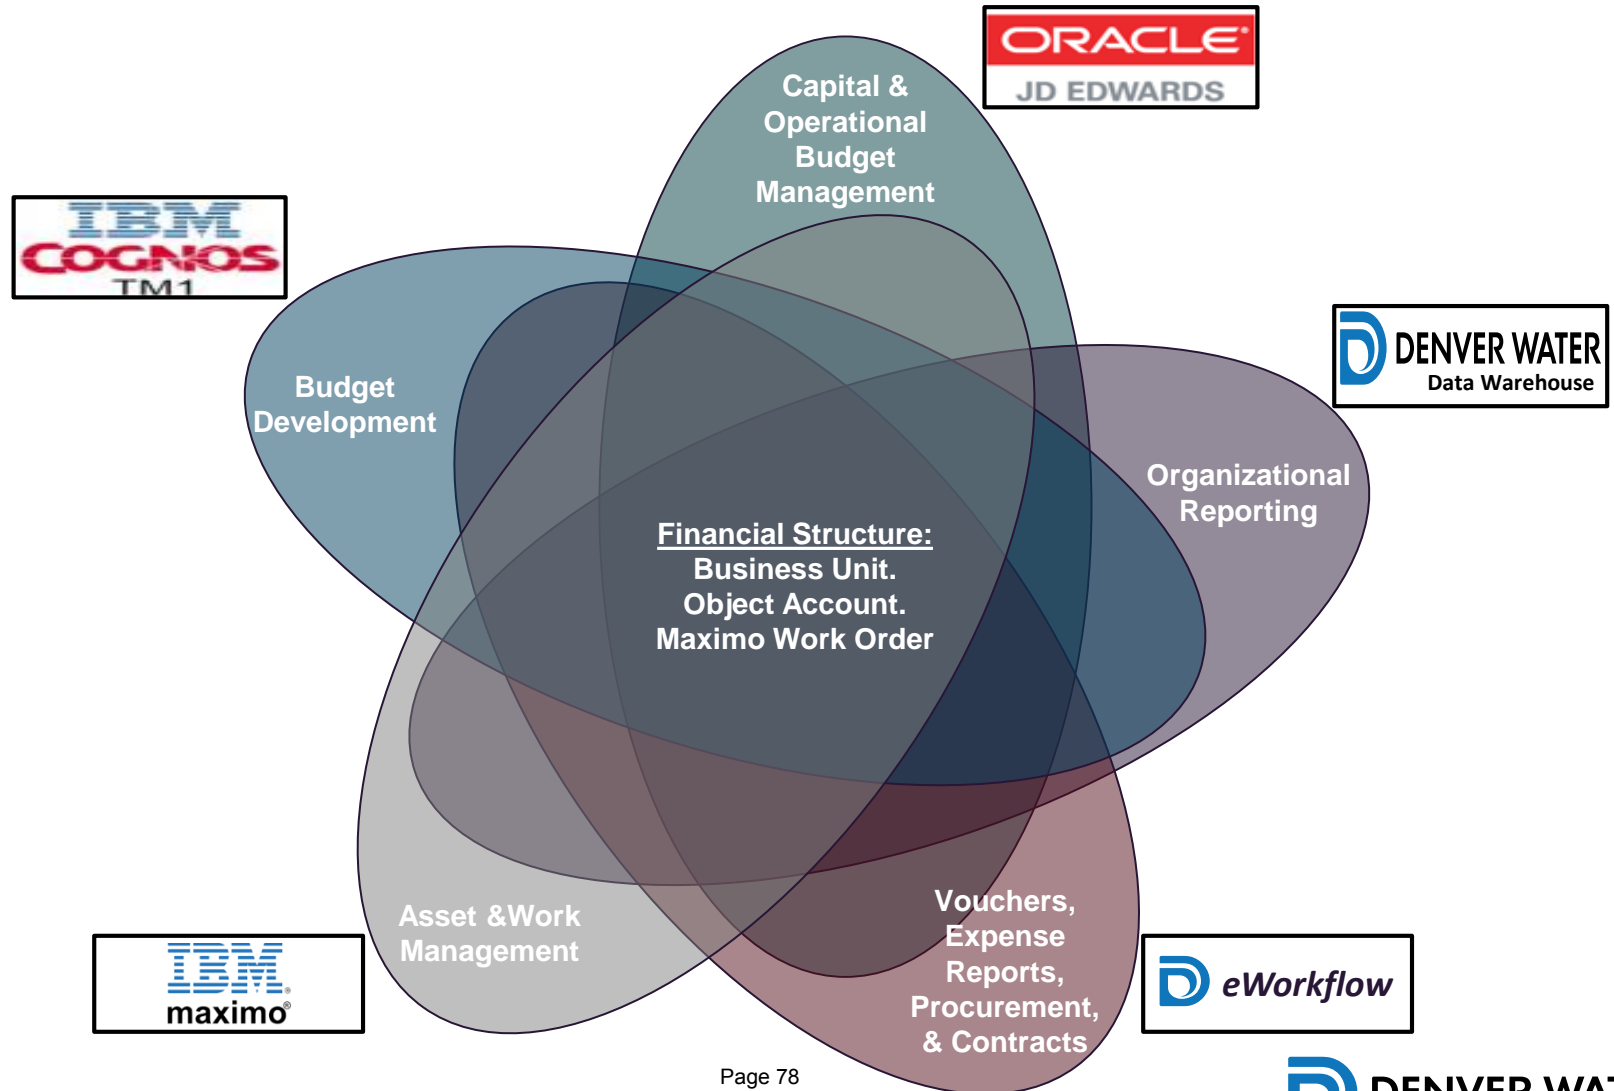 ORACLE
JD EDWARDS
Capital &
Operational
Budget
Management
IBM
COGNOS
TM1
DENVER WATER
Data Warehouse
Budget
Development
Organizational
Reporting
Financial Structure:
Business Unit.
Object Account.
Maximo Work Order
Asset &Work
Management
Vouchers,
Expense
Reports,
Procurement,
& Contracts
IBM®
maximo®
eWorkflow
Page 78
DENVER WAT